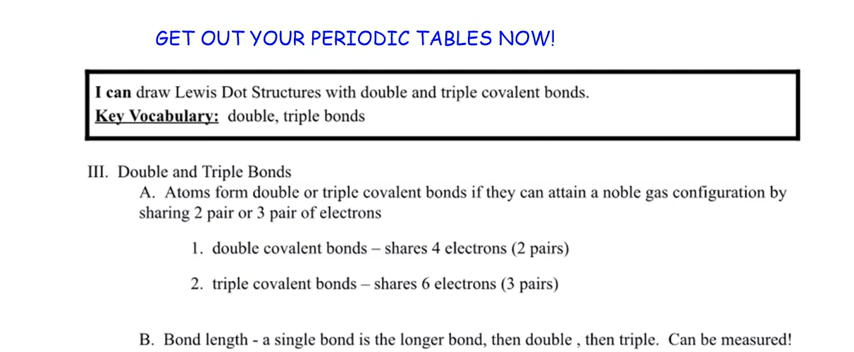 GET OUT YOUR PERIODIC TABLES NOW!
I can draw Lewis Dot Structures with double and triple covalent bonds.
Key Vocabulary: double, triple bonds
III. Double and Triple Bonds
A. Atoms form double or triple covalent bonds if they can attain a noble gas configuration by
sharing 2 pair or 3 pair of electrons
1. double covalent bonds – shares 4 electrons (2 pairs)
2. triple covalent bonds – shares 6 electrons (3 pairs)
B. Bond length - a single bond is the longer bond, then double , then triple. Can be measured!